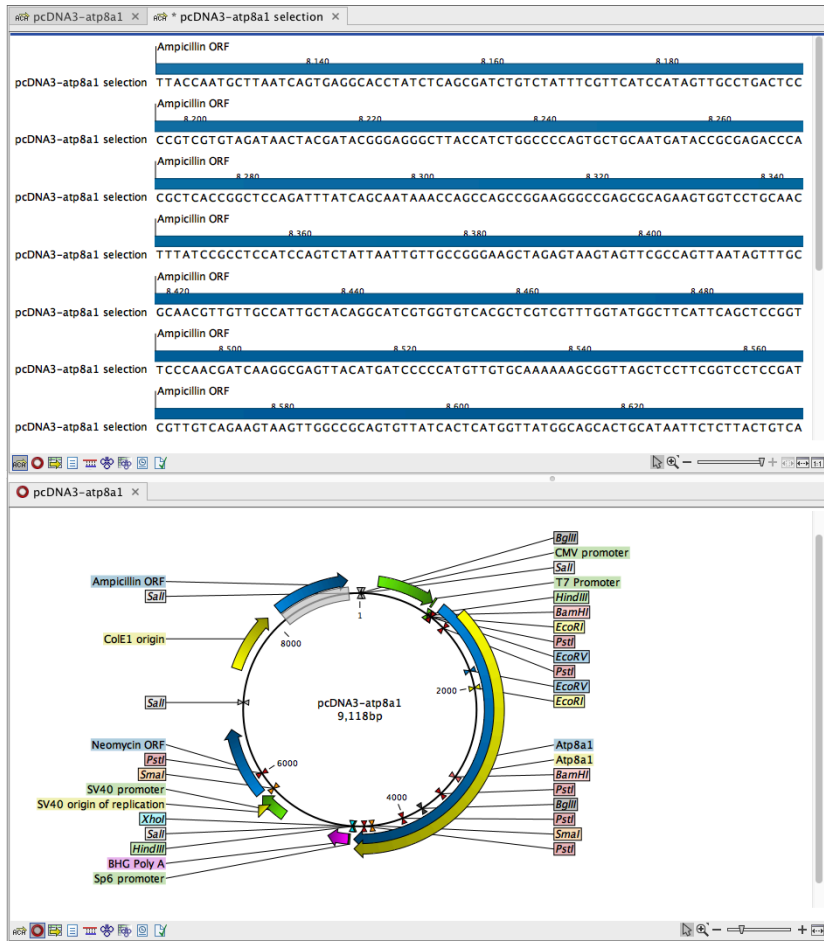 pcDNA3-atp8a1 × * pcDNA3-atp8a1 selection ×
Ampicillin ORF
8.140 8.160 8.180
pcDNA3-atp8a1 selection TTACCAATGCTTAATCAGTGAGGCACCTATCTCAGCGATCTGTCTATTTCGTTCATCCATAGTTGCCTGACTCC
Ampicillin ORF
8.200 8.220 8.240 8.260
pcDNA3-atp8a1 selection CCGTCGTGTAGATAACTACGATACGGGAGGGCTTACCATCTGGCCCCAGTGCTGCAATGATACCGCGAGACCCA
Ampicillin ORF
8.280 8.300 8.320 8.340
pcDNA3-atp8a1 selection CGCTCACCGGCTCCAGATTTATCAGCAATAAACCAGCCAGCCGGAAGGGCCGAGCGCAGAAGTGGTCCTGCAAC
Ampicillin ORF
8.360 8.380 8.400
pcDNA3-atp8a1 selection TTTATCCGCCTCCATCCAGTCTATTAATTGTTGCCGGGAAGCTAGAGTAAGTAGTTCGCCAGTTAATAGTTTGC
Ampicillin ORF
8.420 8.440 8.460 8.480
pcDNA3-atp8a1 selection GCAACGTTGTTGCCATTGCTACAGGCATCGTGGTGTCACGCTCGTCGTTTGGTATGGCTTCATTCAGCTCCGGT
Ampicillin ORF
8.500 8.520 8.540 8.560
pcDNA3-atp8a1 selection TCCCAACGATCAAGGCGAGTTACATGATCCCCCATGTTGTGCAAAAAAGCGGTTAGCTCCTTCGGTCCTCCGAT
Ampicillin ORF
8.580 8.600 8.620
pcDNA3-atp8a1 selection CGTTGTCAGAAGTAAGTTGGCCGCAGTGTTATCACTCATGGTTATGGCAGCACTGCATAATTCTCTTACTGTCA
1:1
pcDNA3-atp8a1 ×
Ampicillin ORF
SalI
ColE1 origin
SalI
Neomycin ORF
PstI
SmaI
SV40 promoter
SV40 origin of replication
XhoI
SalI
HindIII
BHG Poly A
Sp6 promoter
1
8000
2000
6000
4000
pcDNA3-atp8a1
9,118bp
BglII
CMV promoter
SalI
T7 Promoter
HindIII
BamHI
EcoRI
PstI
EcoRV
PstI
EcoRV
EcoRI
Atp8a1
Atp8a1
BamHI
PstI
BglII
PstI
SmaI
PstI